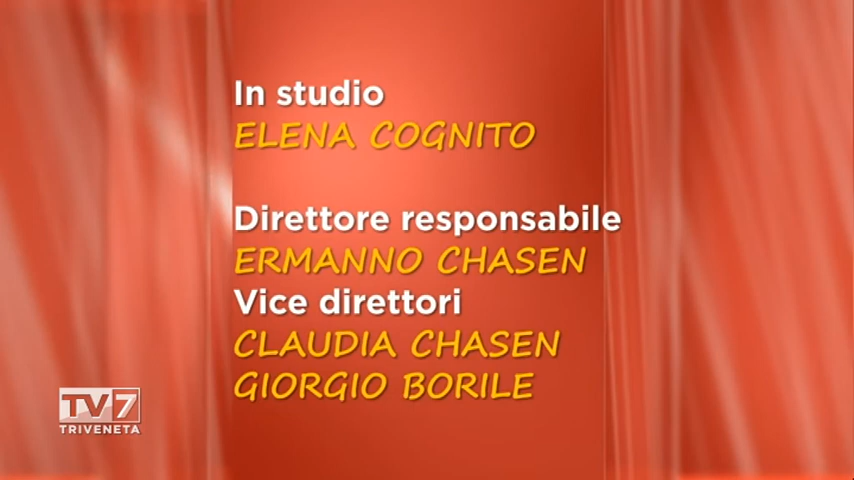 In studio
ELENA COGNITO
Direttore responsabile
ERMANNO CHASEN
Vice direttori
CLAUDIA CHASEN
GIORGIO BORILE
TV7
TRIVENETA